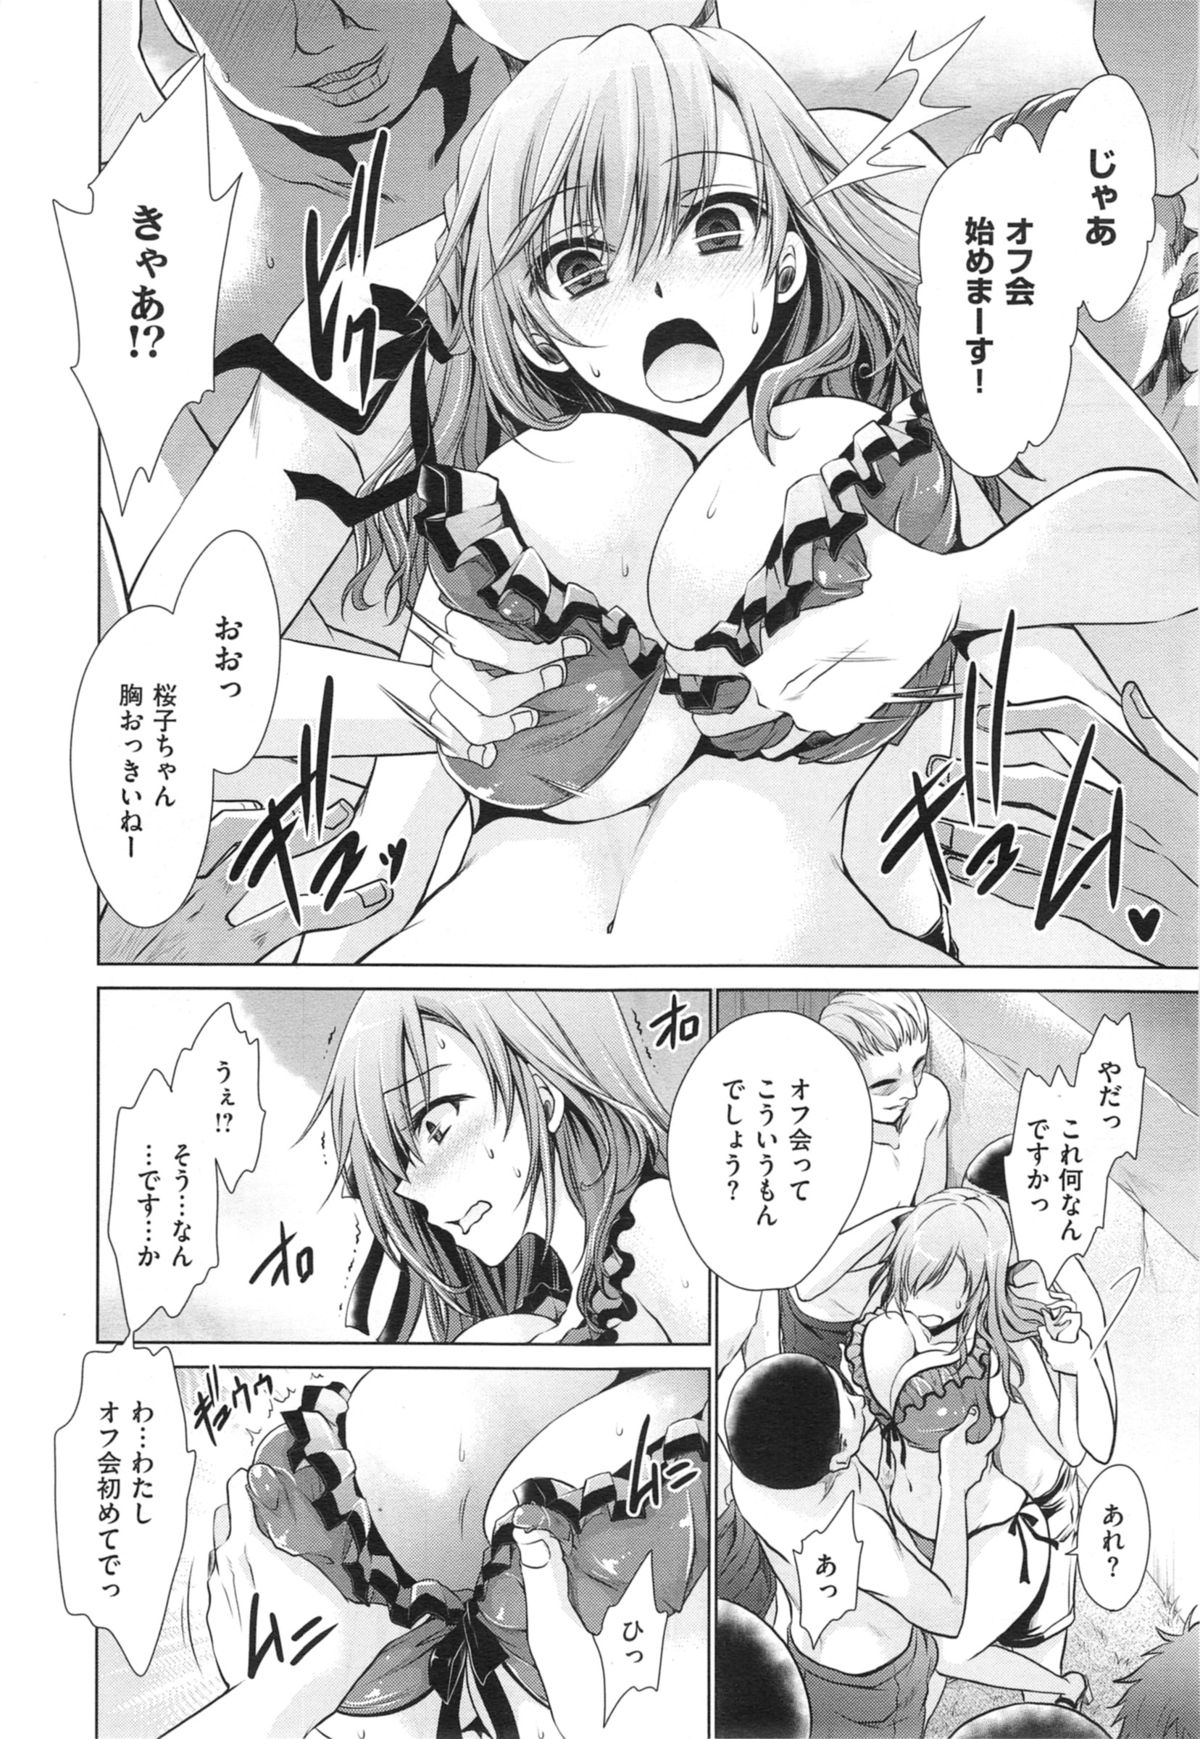 じゃあ
オフ会
始めまーす！
きゃあ!?
ドキッ
おおっ
桜子ちゃん
胸おっきいねー
ギュッ
ギュム♥
やだっ
これ何なん
ですかっ
オフ会って
こういうもん
でしょう？
あれ？
あっ
オロ
オロ
うぇ!?
そう…なん
…です…か
ギュウゥ
わ…わたし
オフ会初めてでっ
ムニ
ムニ
ひっ